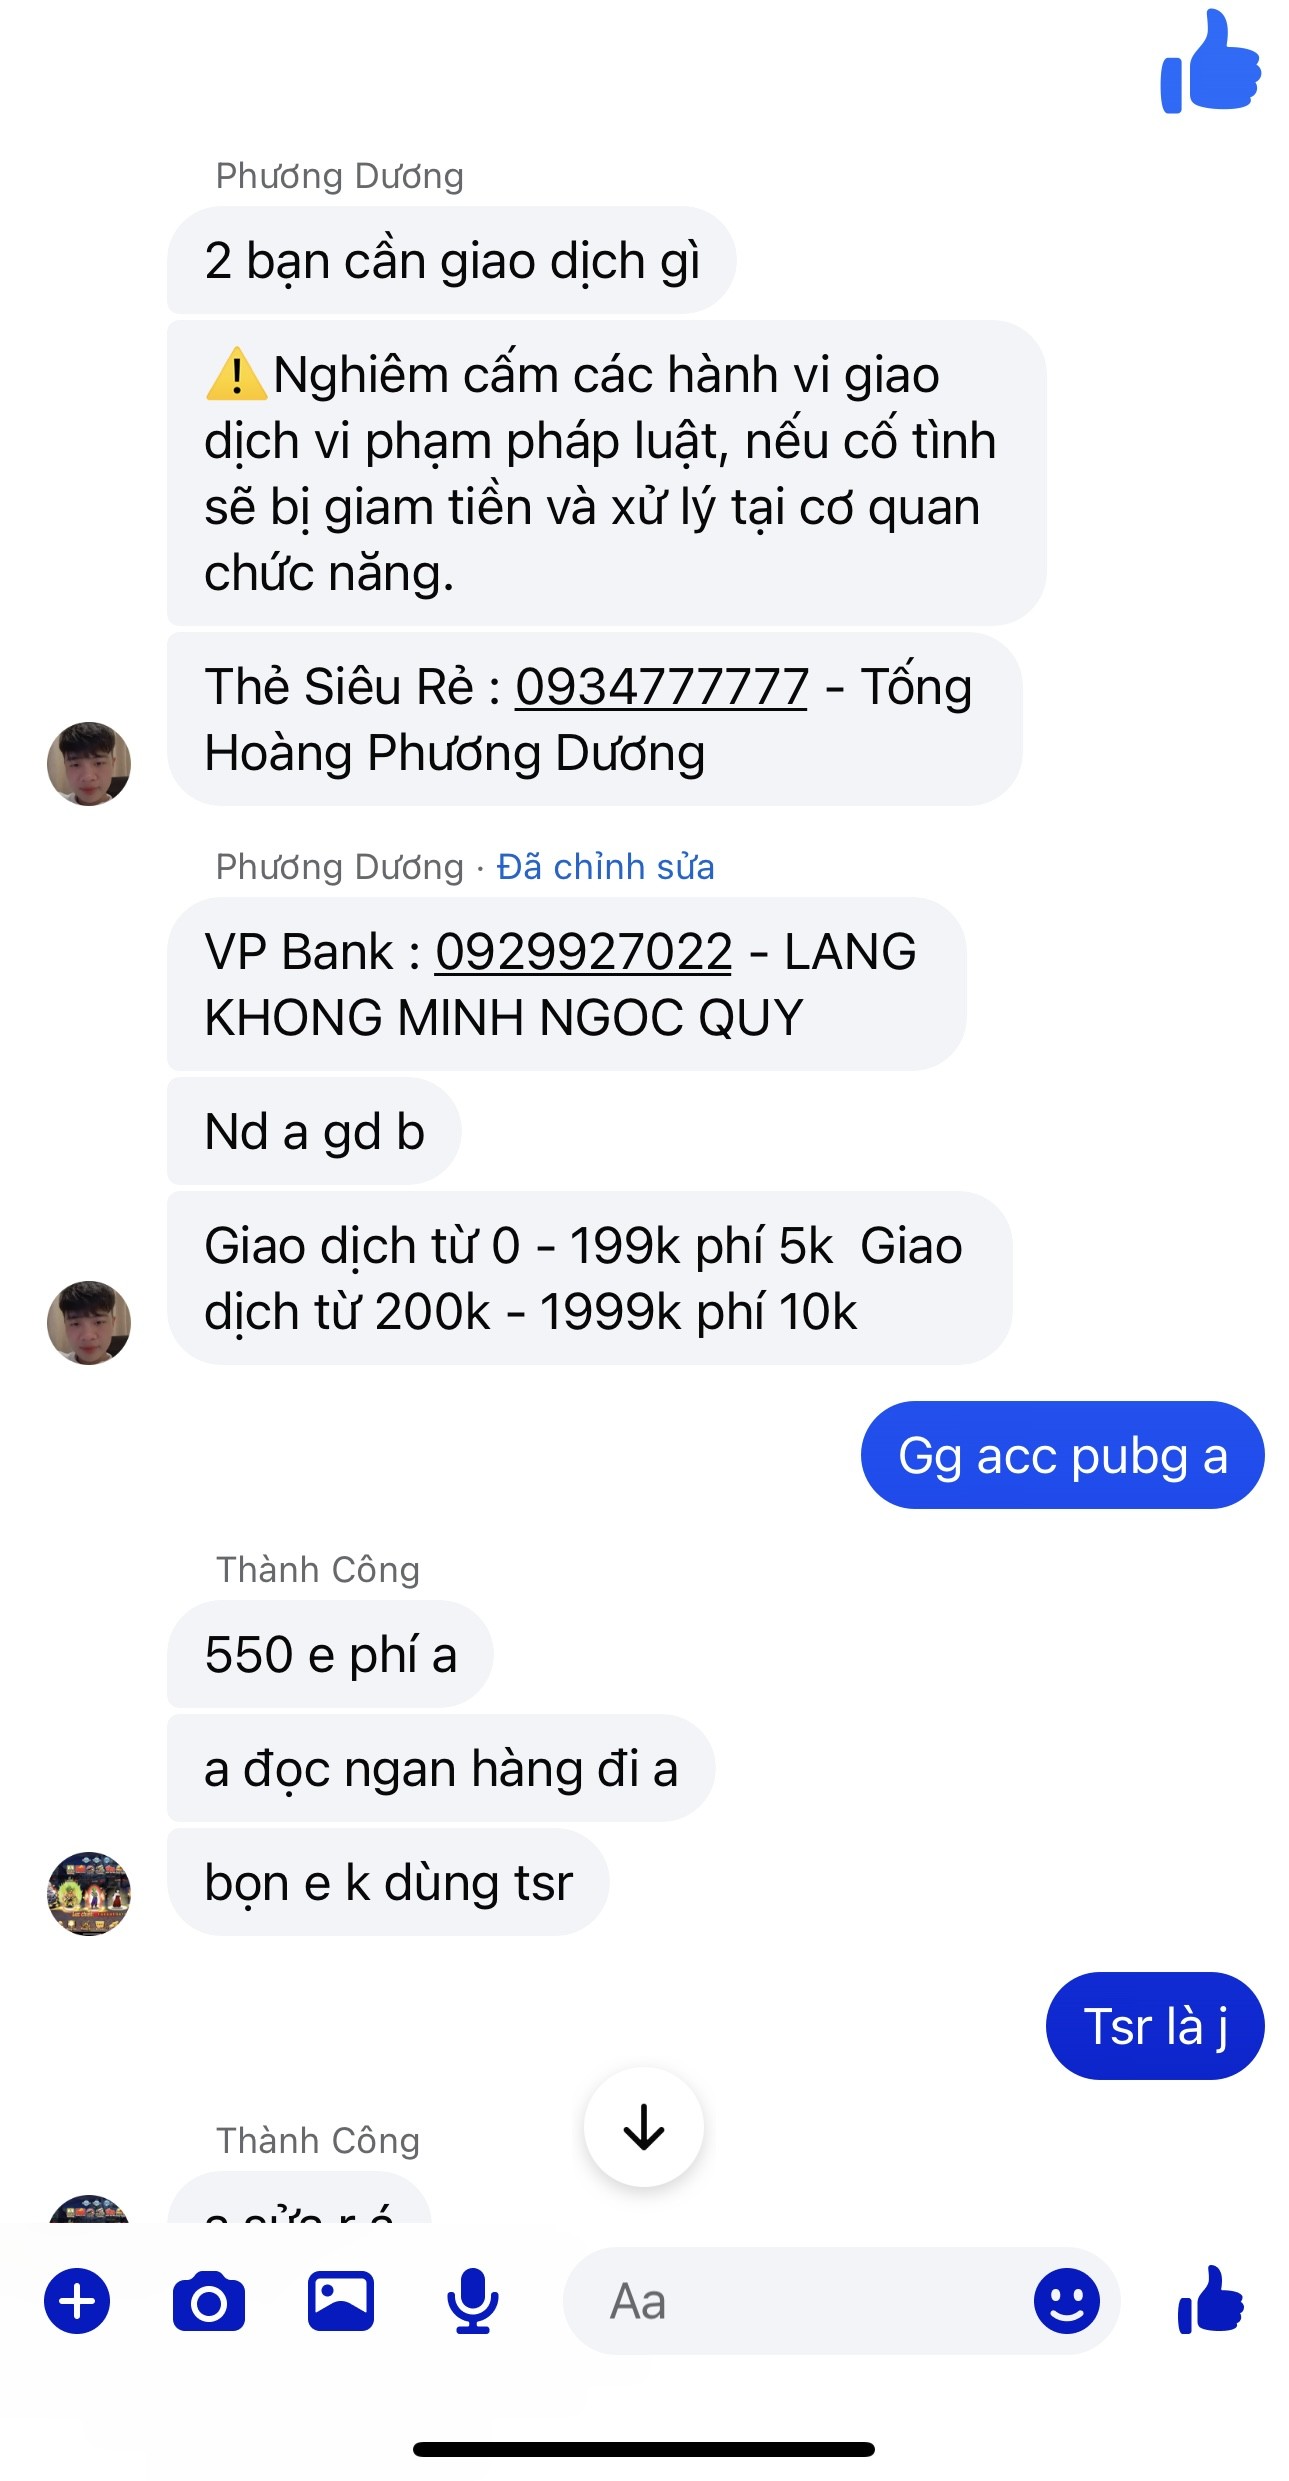 Phương Dương
2 bạn cần giao dịch gì
⚠️Nghiêm cấm các hành vi giao
dịch vi phạm pháp luật, nếu cố tình
sẽ bị giam tiền và xử lý tại cơ quan
chức năng.
Thẻ Siêu Rẻ : 0934777777 - Tống
Hoàng Phương Dương
Phương Dương · Đã chỉnh sửa
VP Bank : 0929927022 - LANG
KHONG MINH NGOC QUY
Nd a gd b
Giao dịch từ 0 - 199k phí 5k  Giao
dịch từ 200k - 1999k phí 10k
Gg acc pubg a
Thành Công
550 e phí a
a đọc ngan hàng đi a
bọn e k dùng tsr
Tsr là j
Thành Công
Aa